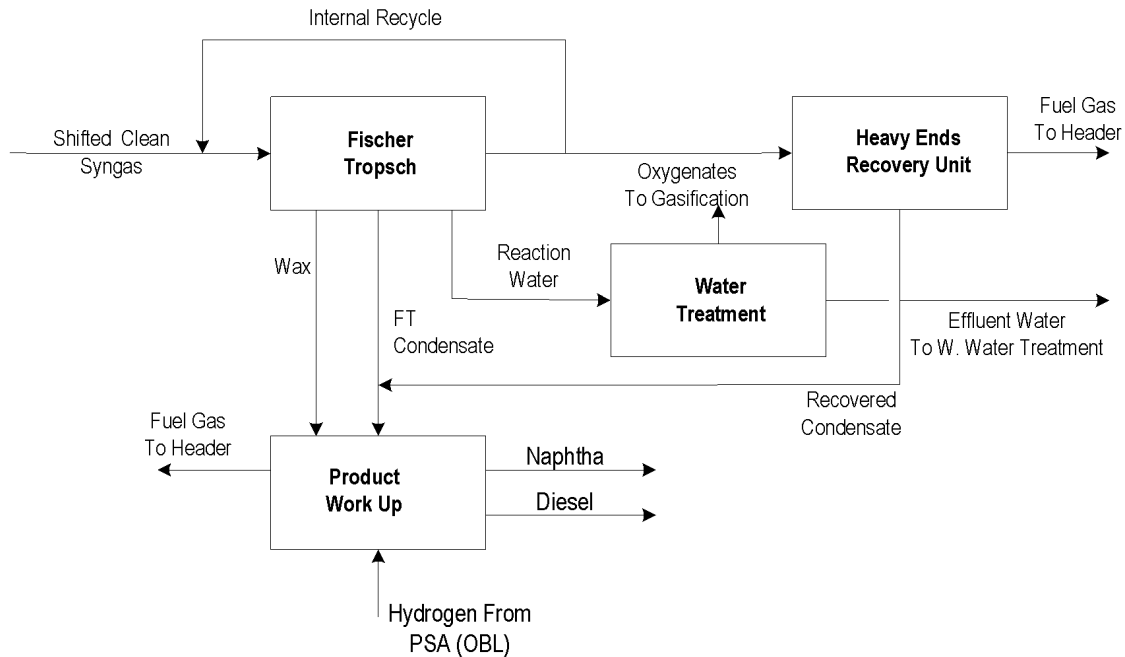 Internal Recycle
Shifted Clean
Syngas
Fischer
Tropsch
Heavy Ends
Recovery Unit
Fuel Gas
To Header
Oxygenates
To Gasification
Wax
Reaction
Water
Water
Treatment
FT
Condensate
Effluent Water
To W. Water Treatment
Recovered
Condensate
Fuel Gas
To Header
Product
Work Up
Naphtha
Diesel
Hydrogen From
PSA (OBL)